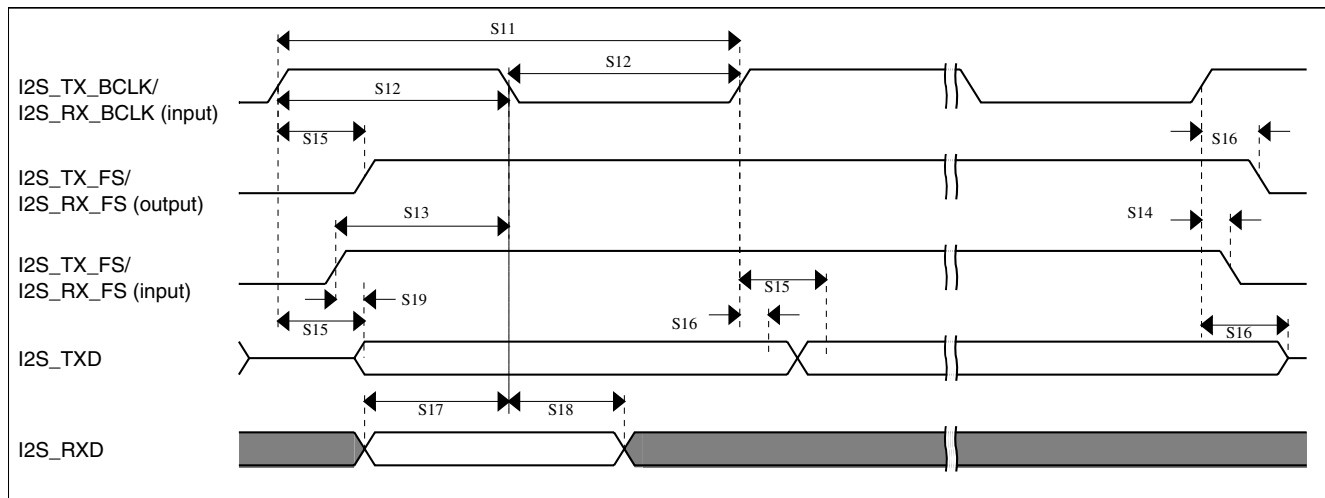 S11
I2S_TX_BCLK/
I2S_RX_BCLK (input)
S12
S12
S15
S16
I2S_TX_FS/
I2S_RX_FS (output)
S13
S14
I2S_TX_FS/
I2S_RX_FS (input)
S15
S19
S15
S16
S16
I2S_TXD
S17
S18
I2S_RXD